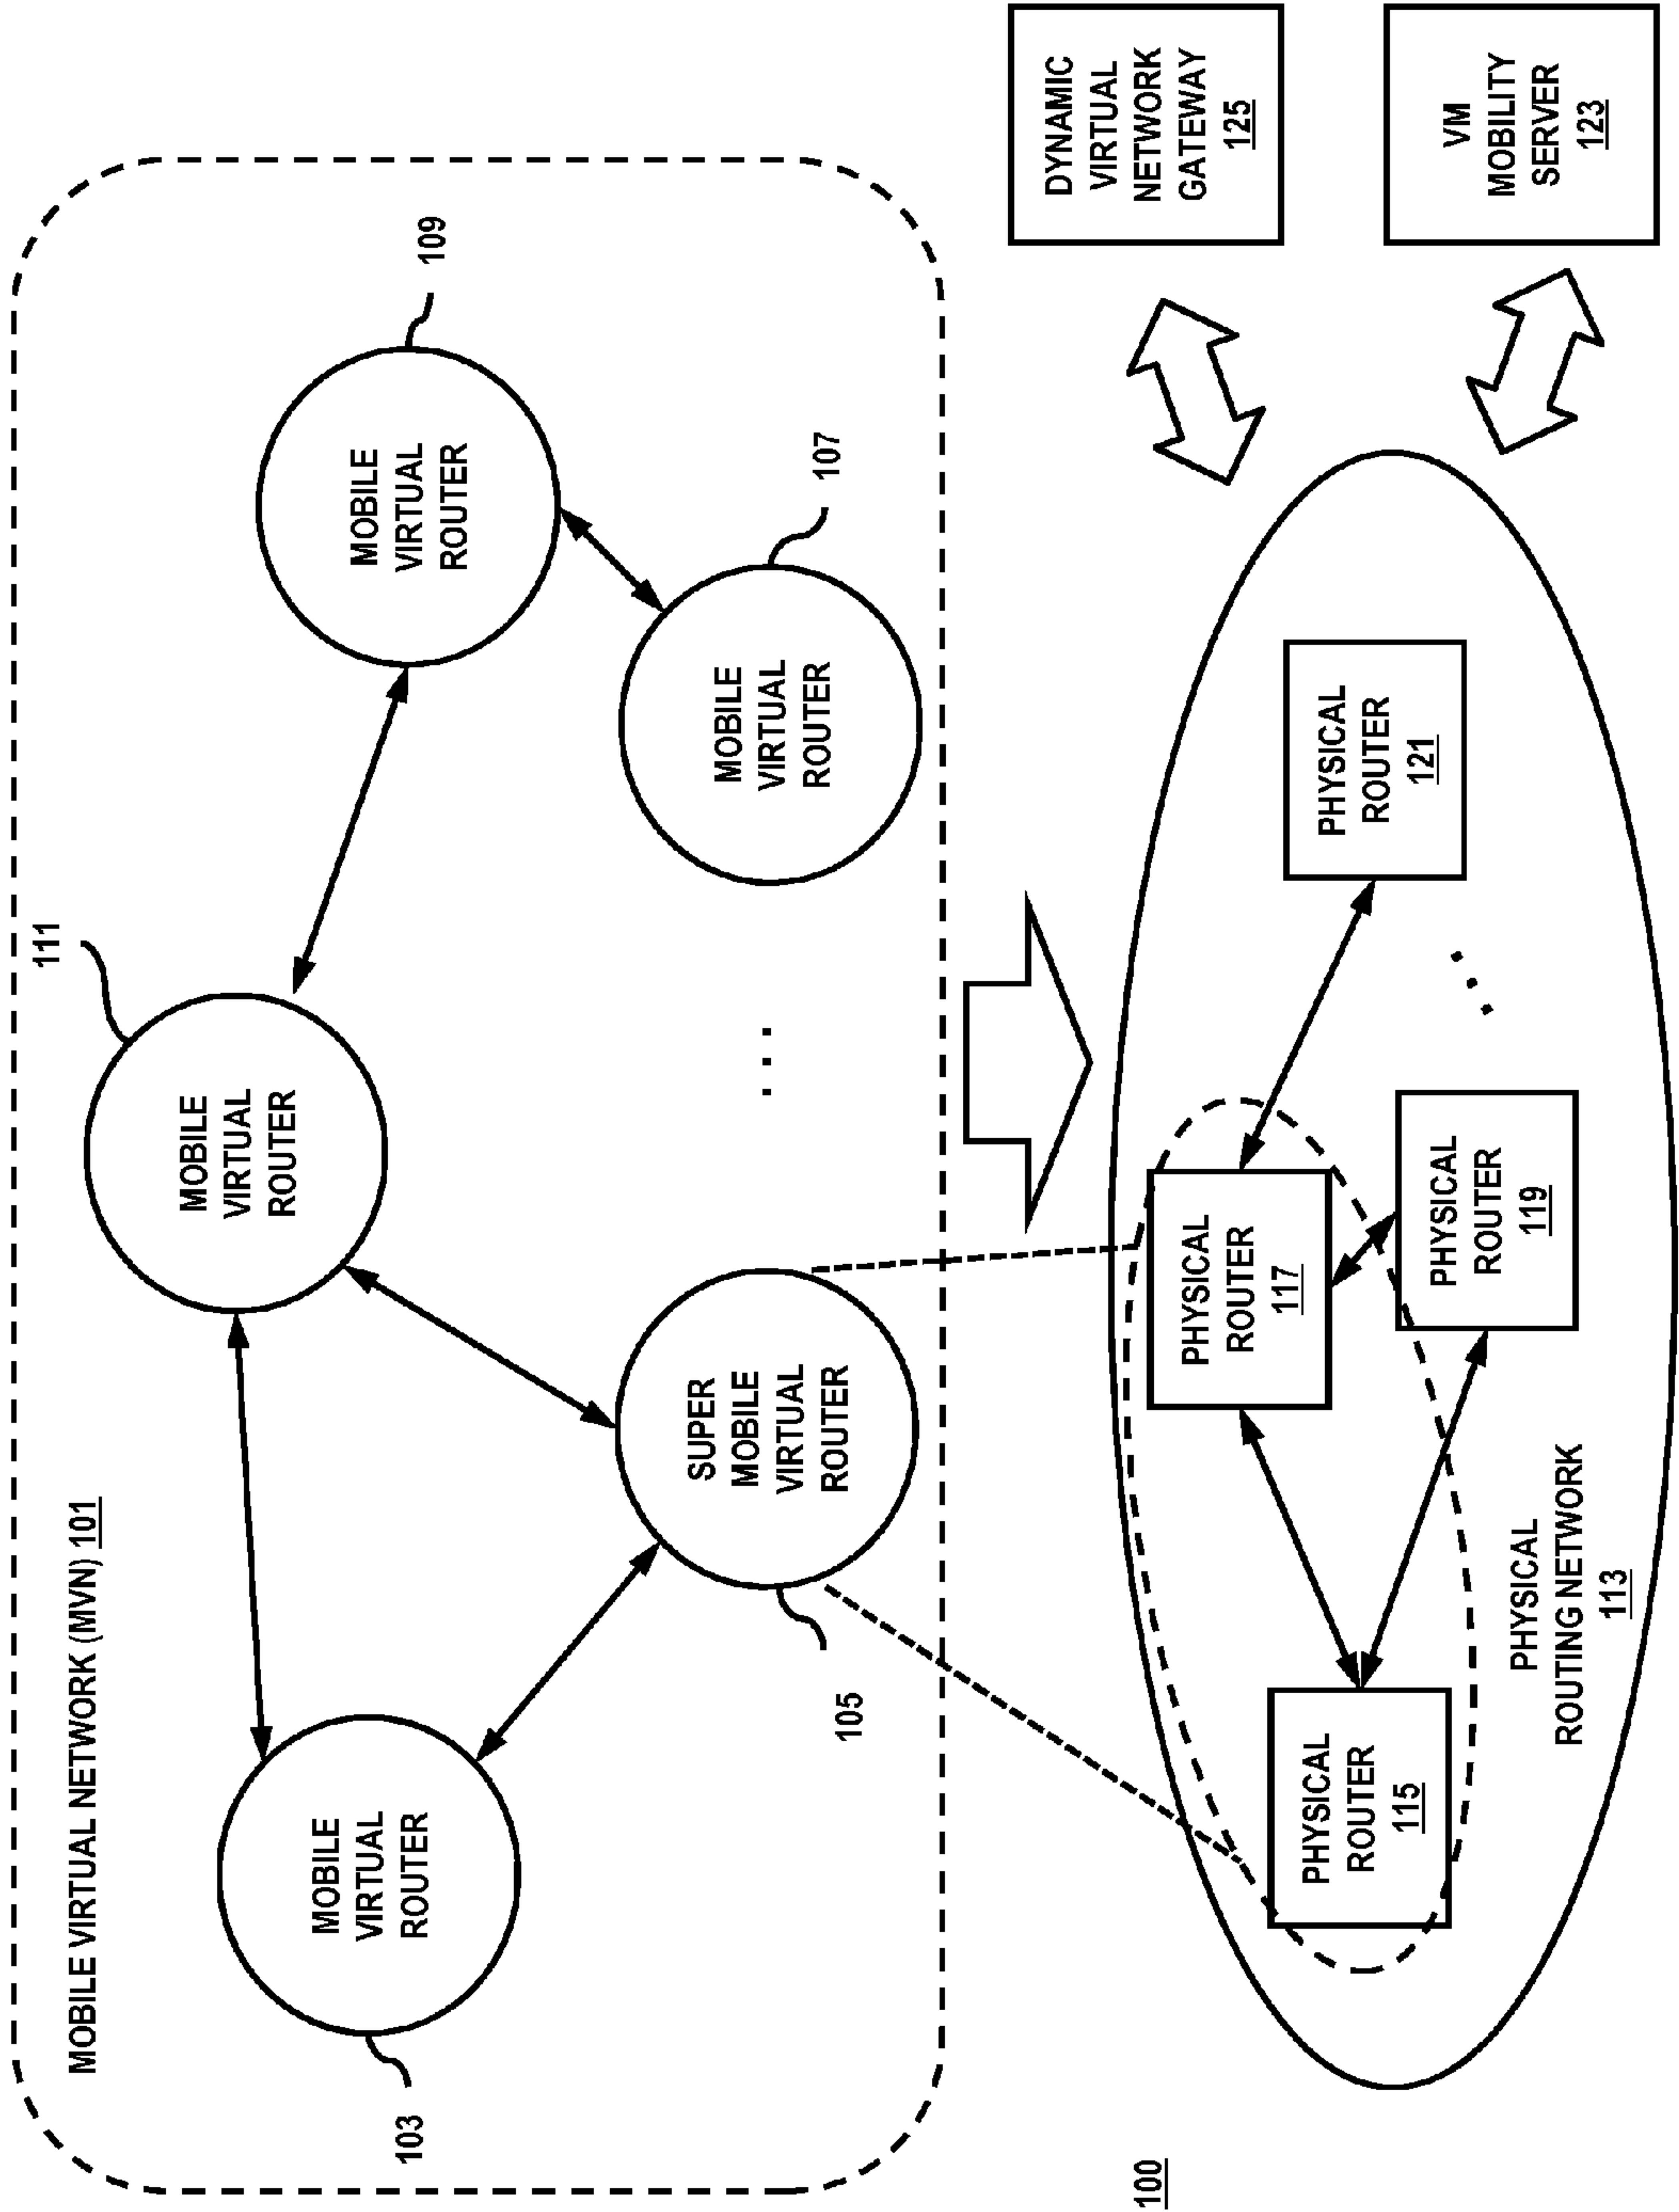 MOBILE VIRTUAL NETWORK (MVN) 101
111
109
MOBILE
VIRTUAL
ROUTER
MOBILE
VIRTUAL
ROUTER
MOBILE
VIRTUAL
ROUTER
103
SUPER
MOBILE
VIRTUAL
ROUTER
105
. . .
MOBILE
VIRTUAL
ROUTER
107
100
PHYSICAL
ROUTER
117
PHYSICAL
ROUTER
115
PHYSICAL
ROUTER
119
. . .
PHYSICAL
ROUTER
121
PHYSICAL
ROUTING NETWORK
113
DYNAMIC
VIRTUAL
NETWORK
GATEWAY
125
VM
MOBILITY
SERVER
123